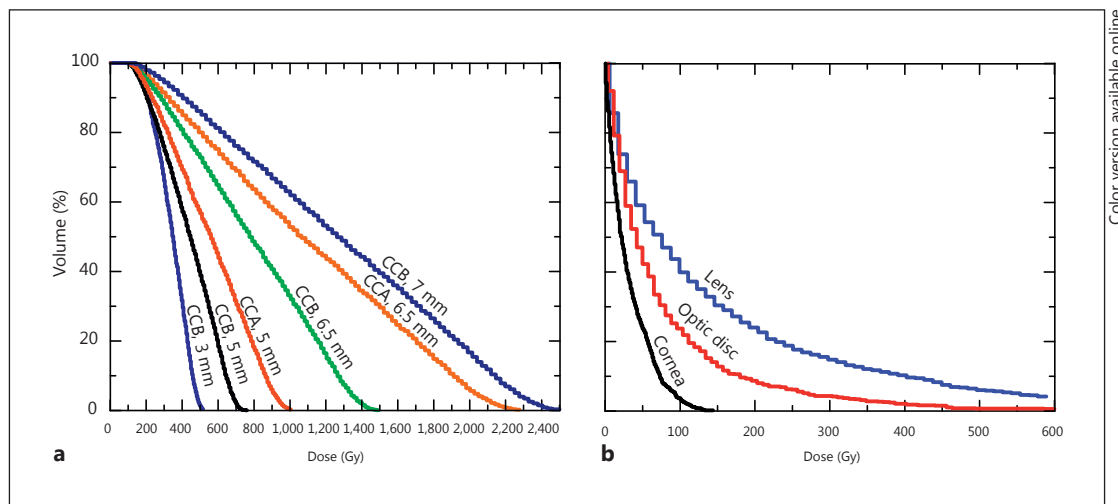 Color version available online
100
80
60
40
20
0
Volume (%)
CCB, 3 mm
CCB, 5 mm
CCA, 5 mm
CCB, 6.5 mm
CCA, 6.5 mm
CCB, 7 mm
0 200 400 600 800 1,000 1,200 1,400 1,600 1,800 2,000 2,200 2,400
Dose (Gy)
a
Lens
Optic disc
Cornea
0 100 200 300 400 500 600
Dose (Gy)
b